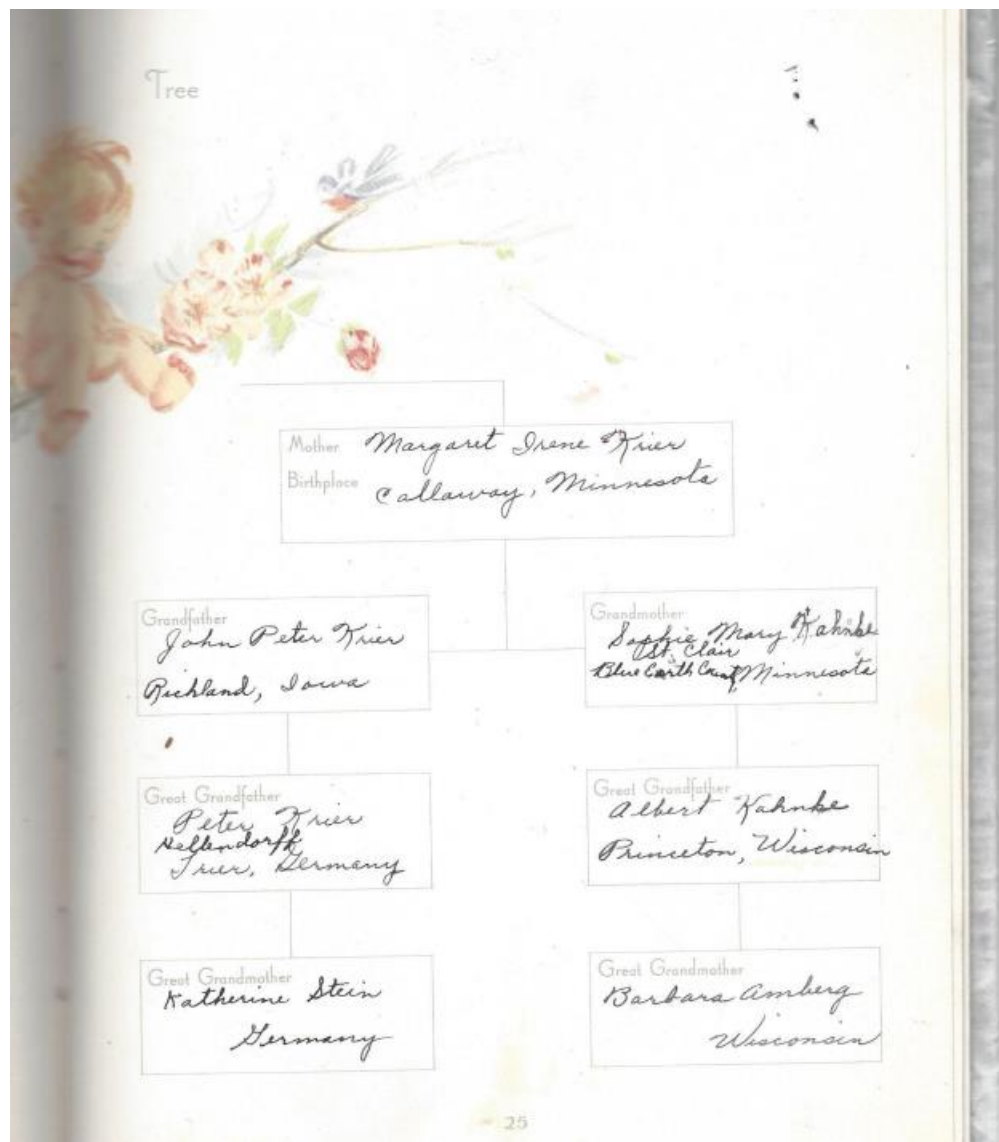 Tree
Mother Margaret Irene Krier
Birthplace Callaway, Minnesota
Grandfather
John Peter Krier
Richland, Iowa
Grandmother
Sophie Mary Kahnke
St. Clair
Blue Earth County, Minnesota
Great Grandfather
Peter Krier
Hellendorff
Trier, Germany
Great Grandfather
Albert Kahnke
Princeton, Wisconsin
Great Grandmother
Katherine Stein
Germany
Great Grandmother
Barbara Amberg
Wisconsin
25